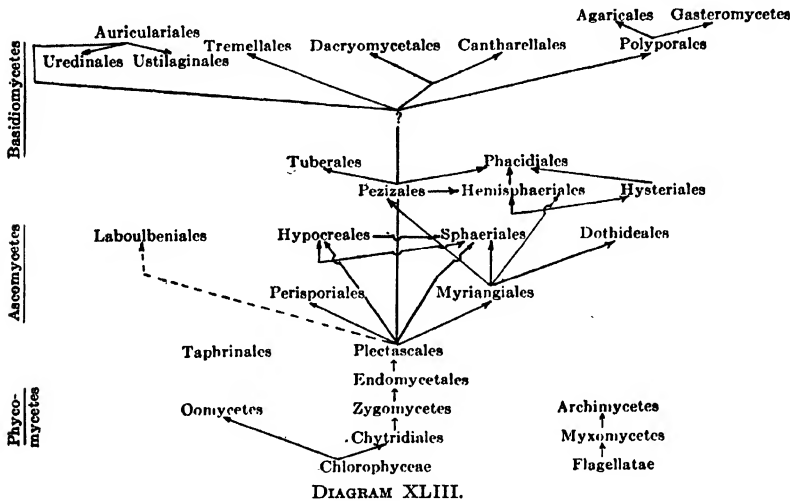 Agaricales Gasteromycetes
Auriculariales
Tremellales Dacryomycetales Cantharellales Polyporales
Uredinales Ustilaginales
Basidiomycetes
?
Tuberales Phacidiales
Pezizales Hemisphaeriales Hysteriales
Laboulbeniales Hypocreales Sphaeriales Dothideales
Ascomycetes
Perisporiales Myriangiales
Taphrinales Plectascales
Endomycetales
Oomycetes Zygomycetes Archimycetes
Phyco-
mycetes
Chytridiales Myxomycetes
Chlorophyceae Flagellatae
DIAGRAM XLIII.